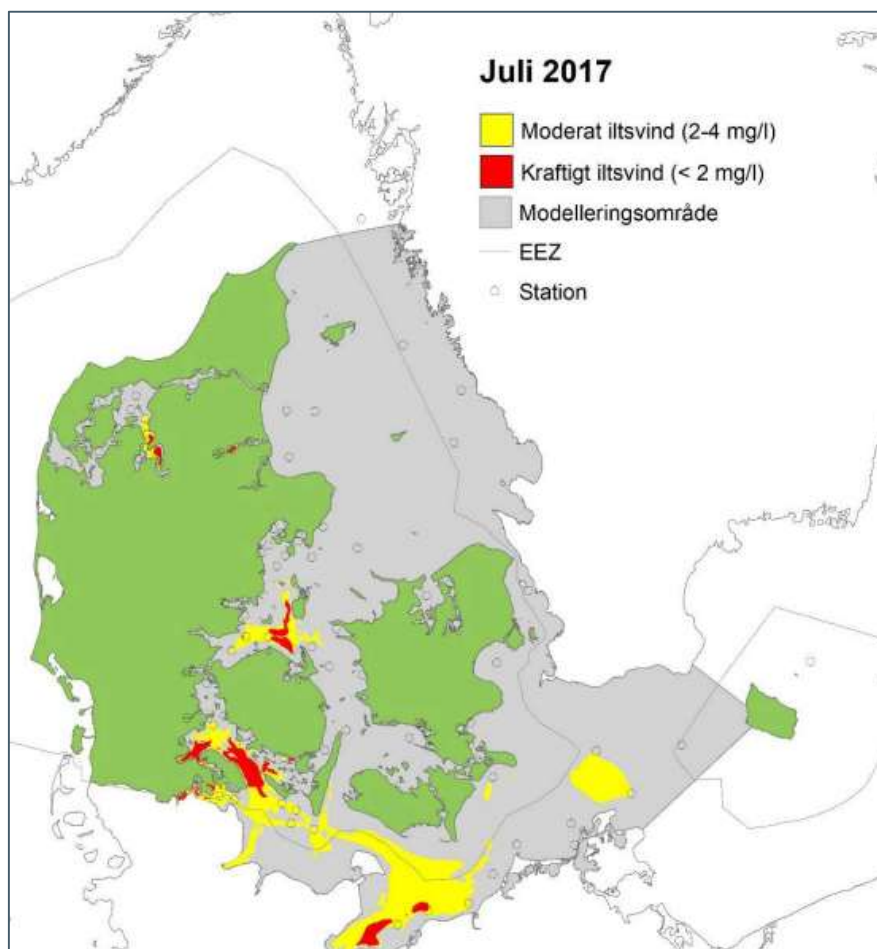 Juli 2017
Moderat iltsvind (2-4 mg/l)
Kraftigt iltsvind (< 2 mg/l)
Modelleringsområde
EEZ
Station